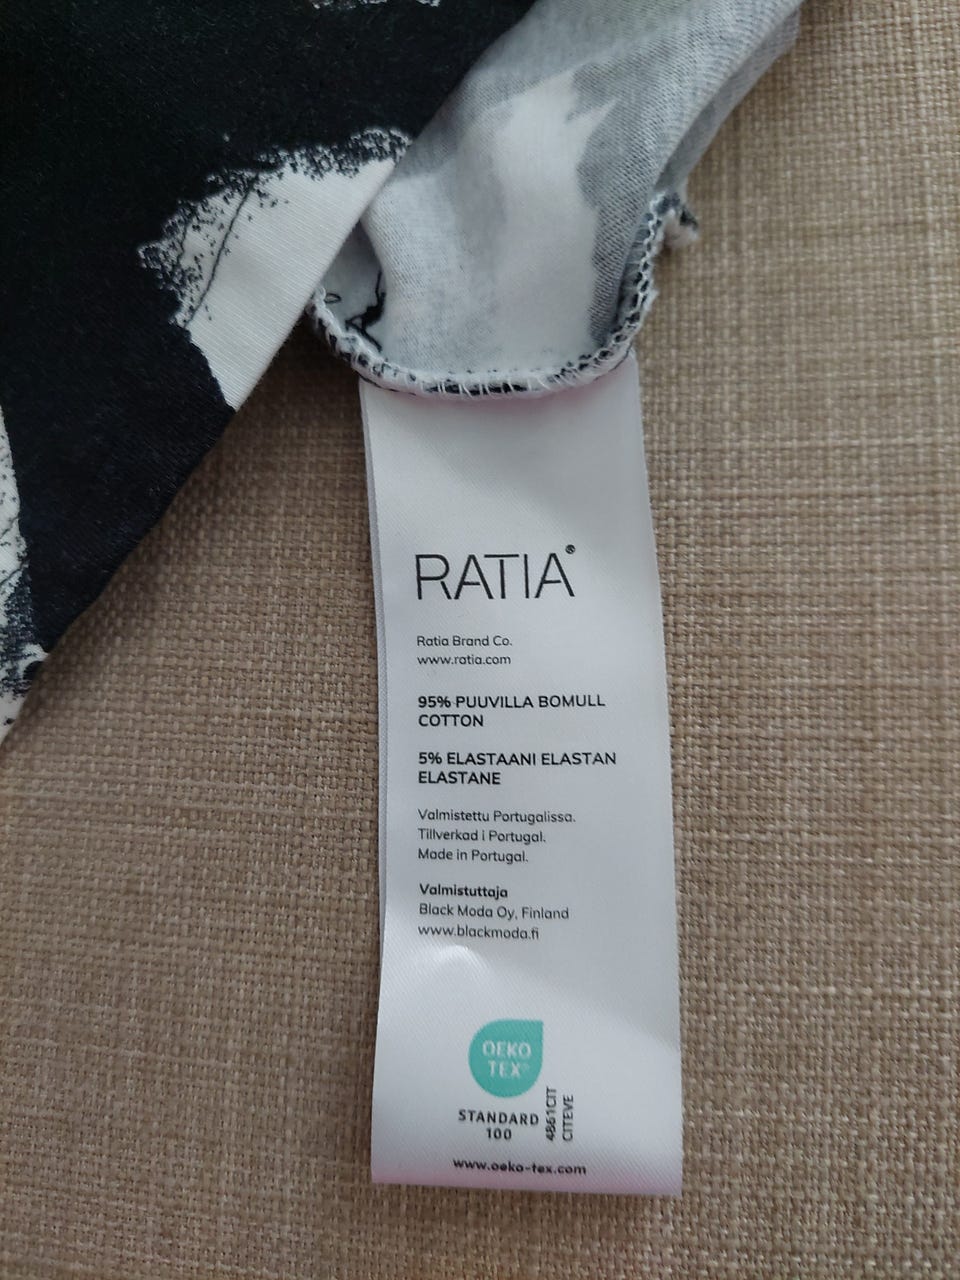 RATIA®
Ratia Brand Co.
www.ratia.com
95% PUUVILLA BOMULL
COTTON
5% ELASTAANI ELASTAN
ELASTANE
Valmistettu Portugalissa.
Tillverkad i Portugal.
Made in Portugal.
Valmistuttaja
Black Moda Oy, Finland
www.blackmoda.fi
OEKO
TEX®
STANDARD
100
4861CIT
CITEVE
www.oeko-tex.com